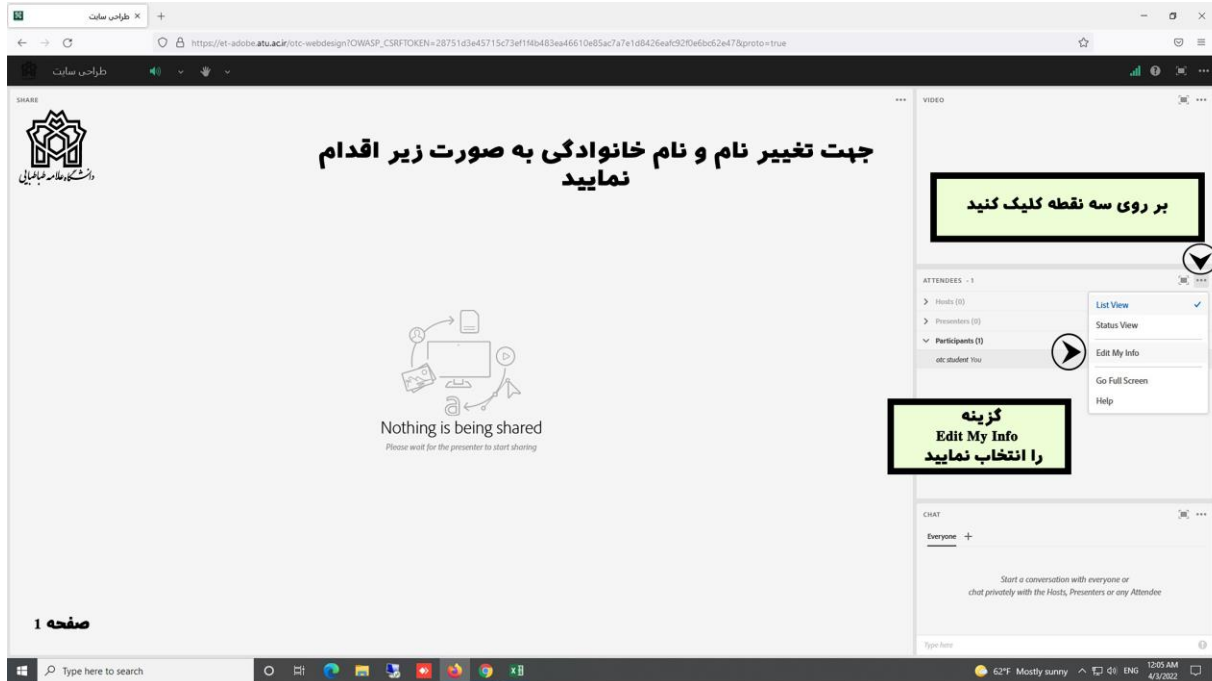 طراحی سایت
https://et-adobe.atu.ac.ir/otc-webdesign?OWASP_CSRFTOKEN=28751d3e45715c73ef1f4b483ea46610e85ac7a7e1d8426eafc92f0e6bc62e47&proto=true
طراحی سایت
SHARE
دانشگاه علامه طباطبایی
جهت تغییر نام و نام خانوادگی به صورت زیر اقدام
نمایید
Nothing is being shared
Please wait for the presenter to start sharing
صفحه 1
VIDEO
بر روی سه نقطه کلیک کنید
ATTENDEES - 1
Hosts (0)
Presenters (0)
Participants (1)
otc student You
List View
Status View
Edit My Info
Go Full Screen
Help
گزینه
Edit My Info
را انتخاب نمایید
CHAT
Everyone
Start a conversation with everyone or
chat privately with the Hosts, Presenters or any Attendee
Type here
Type here to search
62°F Mostly sunny
ENG
12:05 AM
4/3/2022